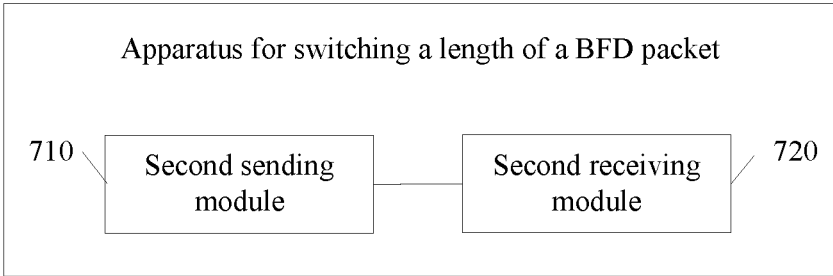 Apparatus for switching a length of a BFD packet
710
Second sending
module
Second receiving
module
720